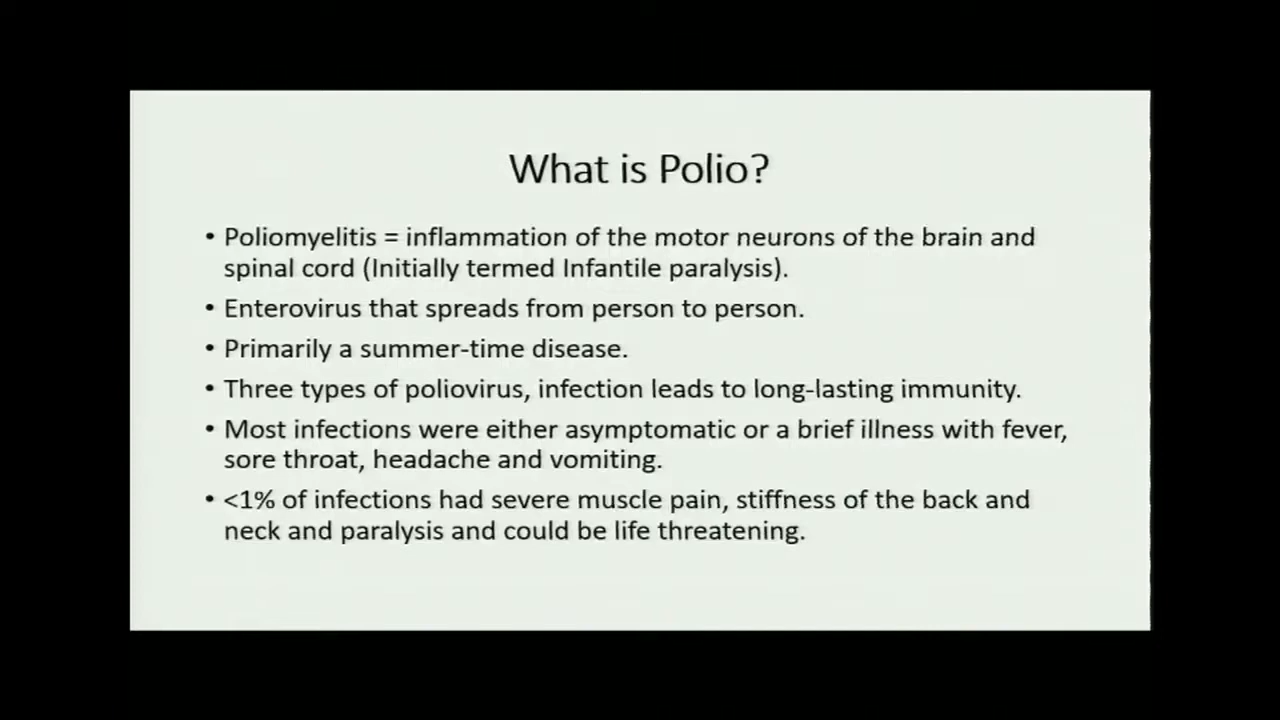 What is Polio?
• Poliomyelitis = inflammation of the motor neurons of the brain and
spinal cord (Initially termed Infantile paralysis).
• Enterovirus that spreads from person to person.
• Primarily a summer-time disease.
• Three types of poliovirus, infection leads to long-lasting immunity.
• Most infections were either asymptomatic or a brief illness with fever,
sore throat, headache and vomiting.
• <1% of infections had severe muscle pain, stiffness of the back and
neck and paralysis and could be life threatening.